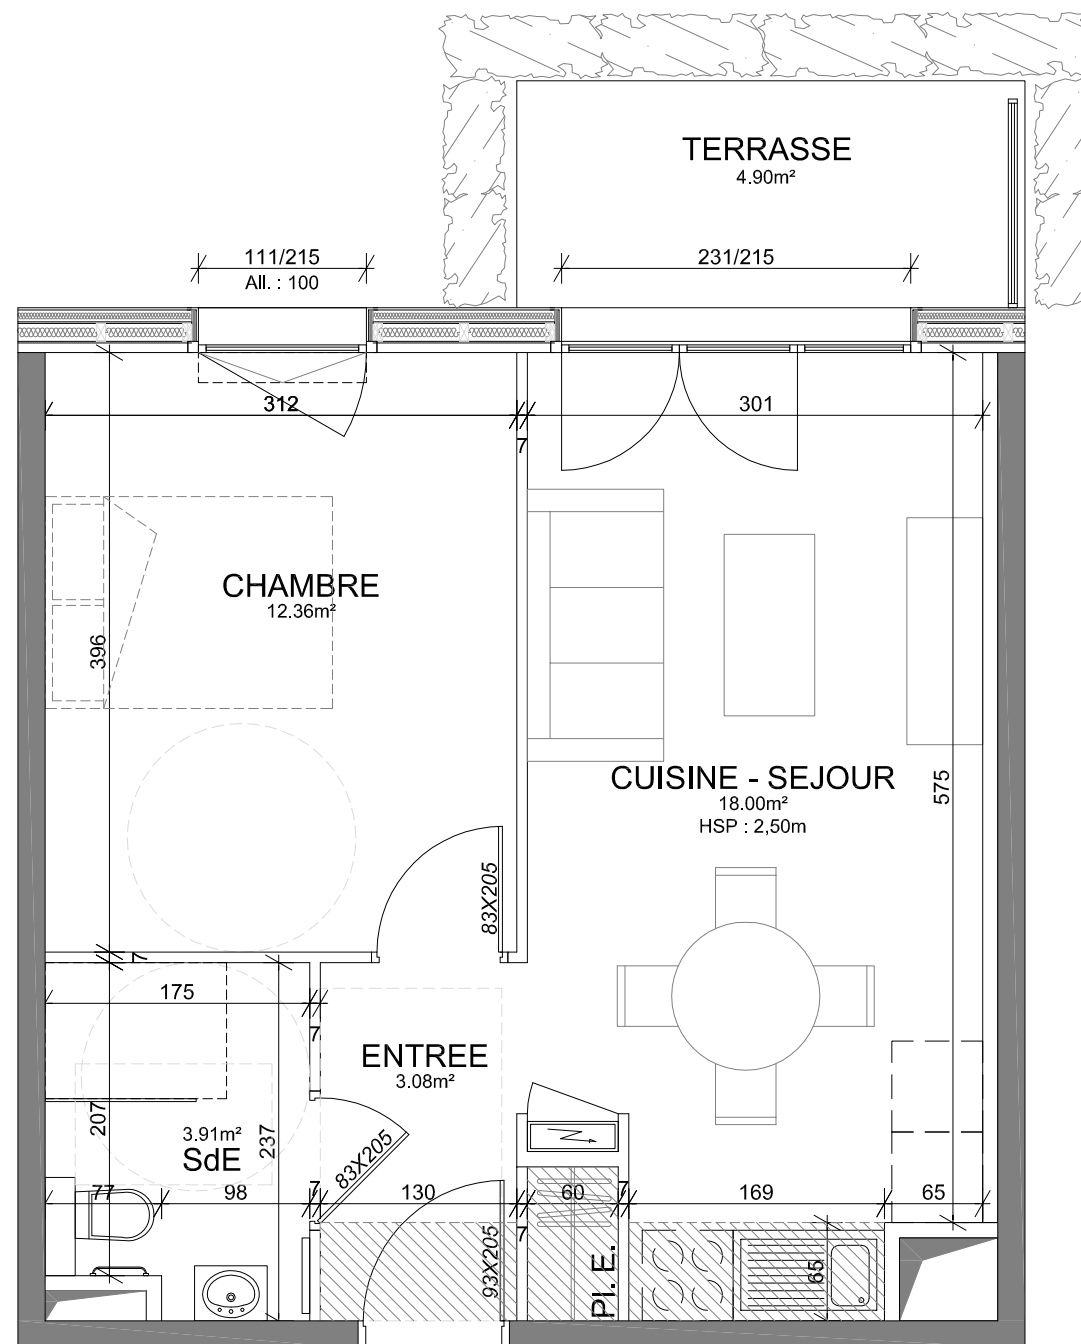 TERRASSE
4.90m²
111/215
All. : 100
231/215
312
7
301
CHAMBRE
12.36m²
396
CUISINE - SEJOUR
18.00m²
HSP : 2,50m
575
83X205
7
175
7
ENTREE
3.08m²
207
3.91m²
SdE
237
83X205
77
98
7
130
7
60
7
169
65
93X205
Pl. E.
65